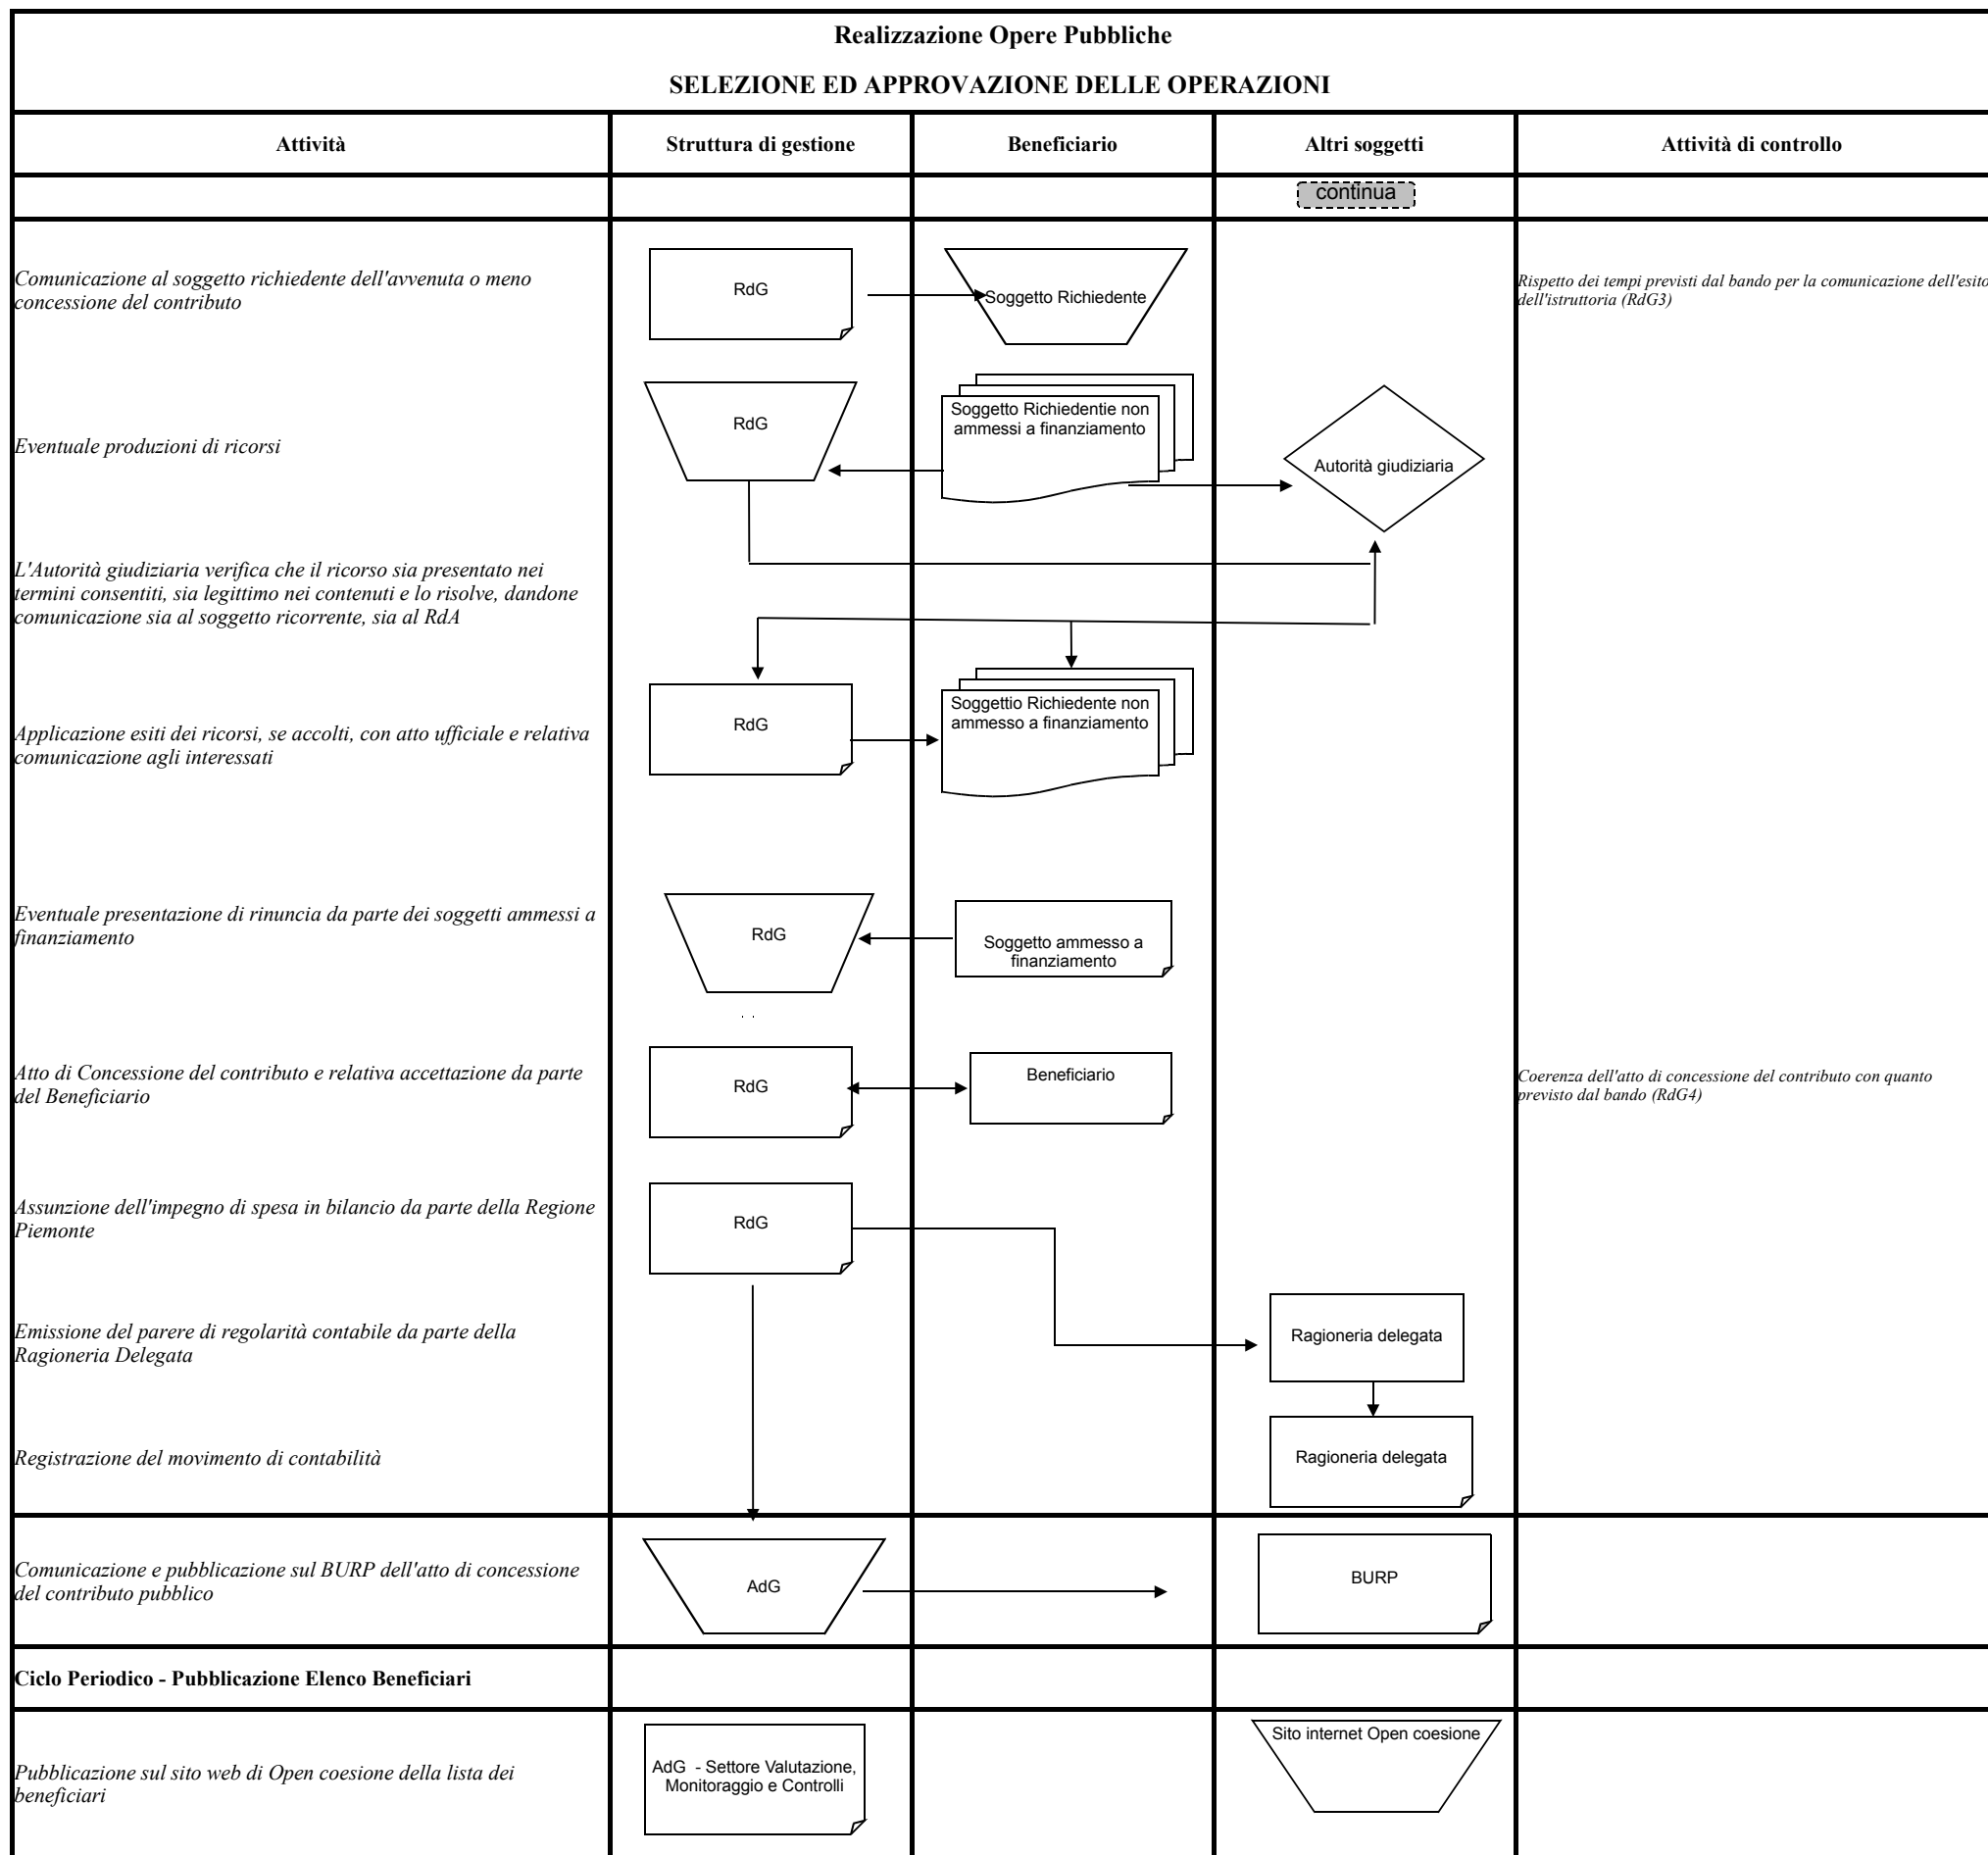 Realizzazione Opere Pubbliche
SELEZIONE ED APPROVAZIONE DELLE OPERAZIONI
Attività
Struttura di gestione
Beneficiario
Altri soggetti
Attività di controllo
continua
Comunicazione al soggetto richiedente dell'avvenuta o meno
concessione del contributo
RdG
Soggetto Richiedente
Rispetto dei tempi previsti dal bando per la comunicazione dell'esito
dell'istruttoria (RdG3)
Eventuale produzioni di ricorsi
RdG
Soggetto Richiedentie non
ammessi a finanziamento
Autorità giudiziaria
L'Autorità giudiziaria verifica che il ricorso sia presentato nei
termini consentiti, sia legittimo nei contenuti e lo risolve, dandone
comunicazione sia al soggetto ricorrente, sia al RdA
Applicazione esiti dei ricorsi, se accolti, con atto ufficiale e relativa
comunicazione agli interessati
RdG
Soggettio Richiedente non
ammesso a finanziamento
Eventuale presentazione di rinuncia da parte dei soggetti ammessi a
finanziamento
RdG
Soggetto ammesso a
finanziamento
Atto di Concessione del contributo e relativa accettazione da parte
del Beneficiario
RdG
Beneficiario
Coerenza dell'atto di concessione del contributo con quanto
previsto dal bando (RdG4)
Assunzione dell'impegno di spesa in bilancio da parte della Regione
Piemonte
RdG
Emissione del parere di regolarità contabile da parte della
Ragioneria Delegata
Ragioneria delegata
Registrazione del movimento di contabilità
Ragioneria delegata
Comunicazione e pubblicazione sul BURP dell'atto di concessione
del contributo pubblico
AdG
BURP
Ciclo Periodico - Pubblicazione Elenco Beneficiari
Pubblicazione sul sito web di Open coesione della lista dei
beneficiari
AdG - Settore Valutazione,
Monitoraggio e Controlli
Sito internet Open coesione